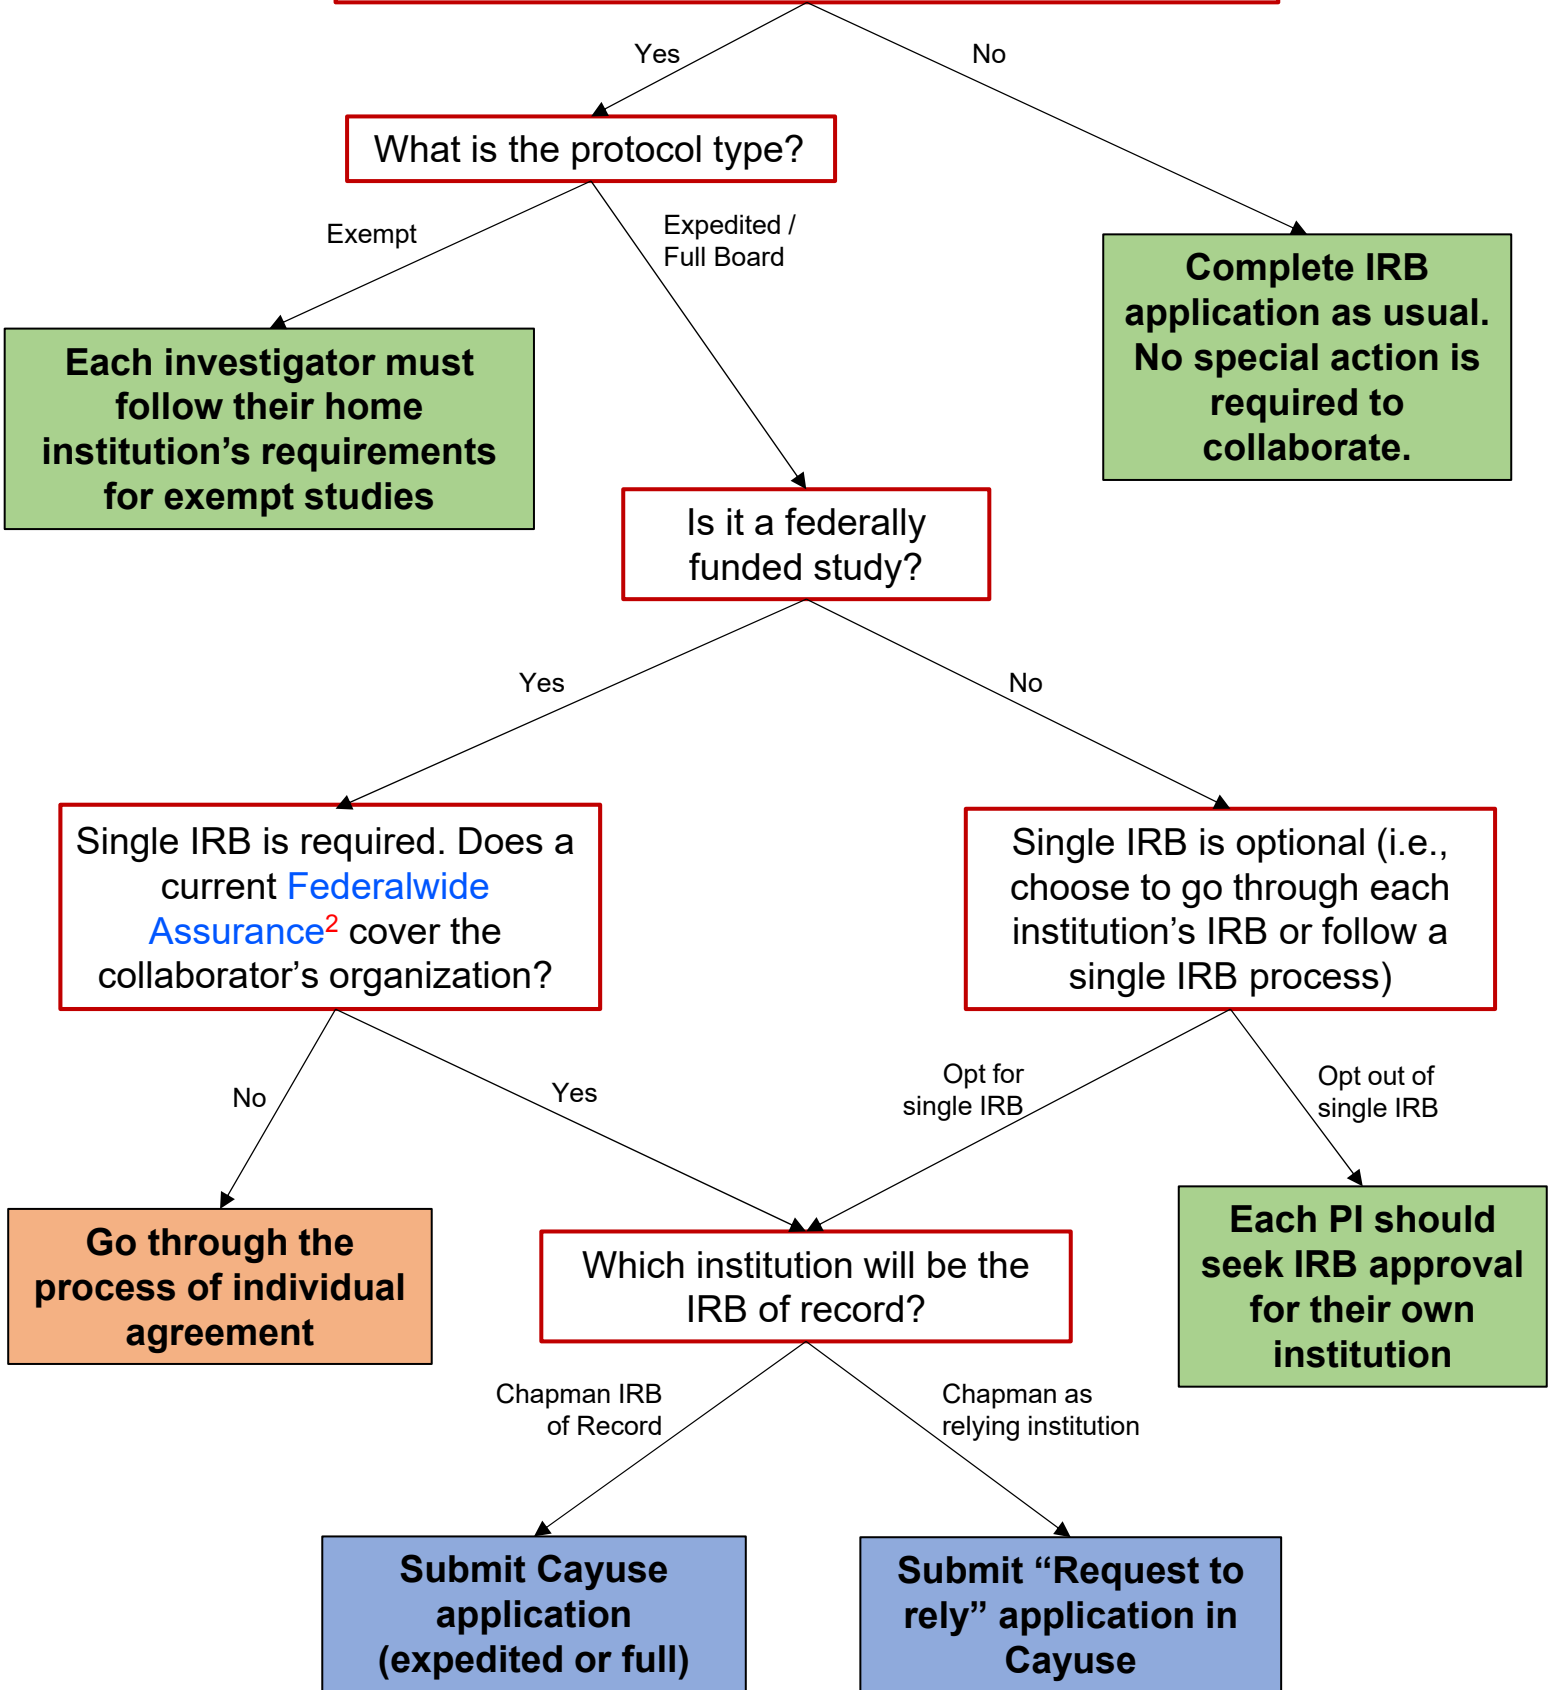 Yes
No
What is the protocol type?
Exempt
Expedited /
Full Board
Complete IRB
application as usual.
No special action is
required to
collaborate.
Each investigator must
follow their home
institution’s requirements
for exempt studies
Is it a federally
funded study?
Yes
No
Single IRB is required. Does a
current Federalwide
Assurance² cover the
collaborator’s organization?
Single IRB is optional (i.e.,
choose to go through each
institution’s IRB or follow a
single IRB process)
No
Yes
Opt for
single IRB
Opt out of
single IRB
Go through the
process of individual
agreement
Which institution will be the
IRB of record?
Each PI should
seek IRB approval
for their own
institution
Chapman IRB
of Record
Chapman as
relying institution
Submit Cayuse
application
(expedited or full)
Submit “Request to
rely” application in
Cayuse